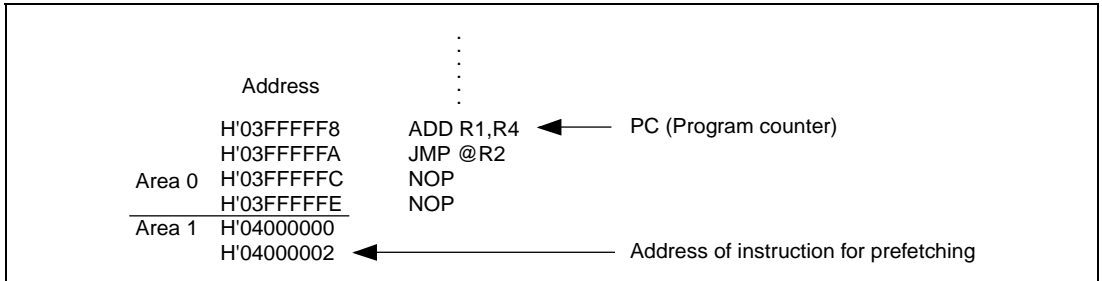 Address
H'03FFFFF8 ADD R1,R4 PC (Program counter)
H'03FFFFFA JMP @R2
Area 0 H'03FFFFFC NOP
H'03FFFFFE NOP
Area 1 H'04000000
H'04000002 Address of instruction for prefetching